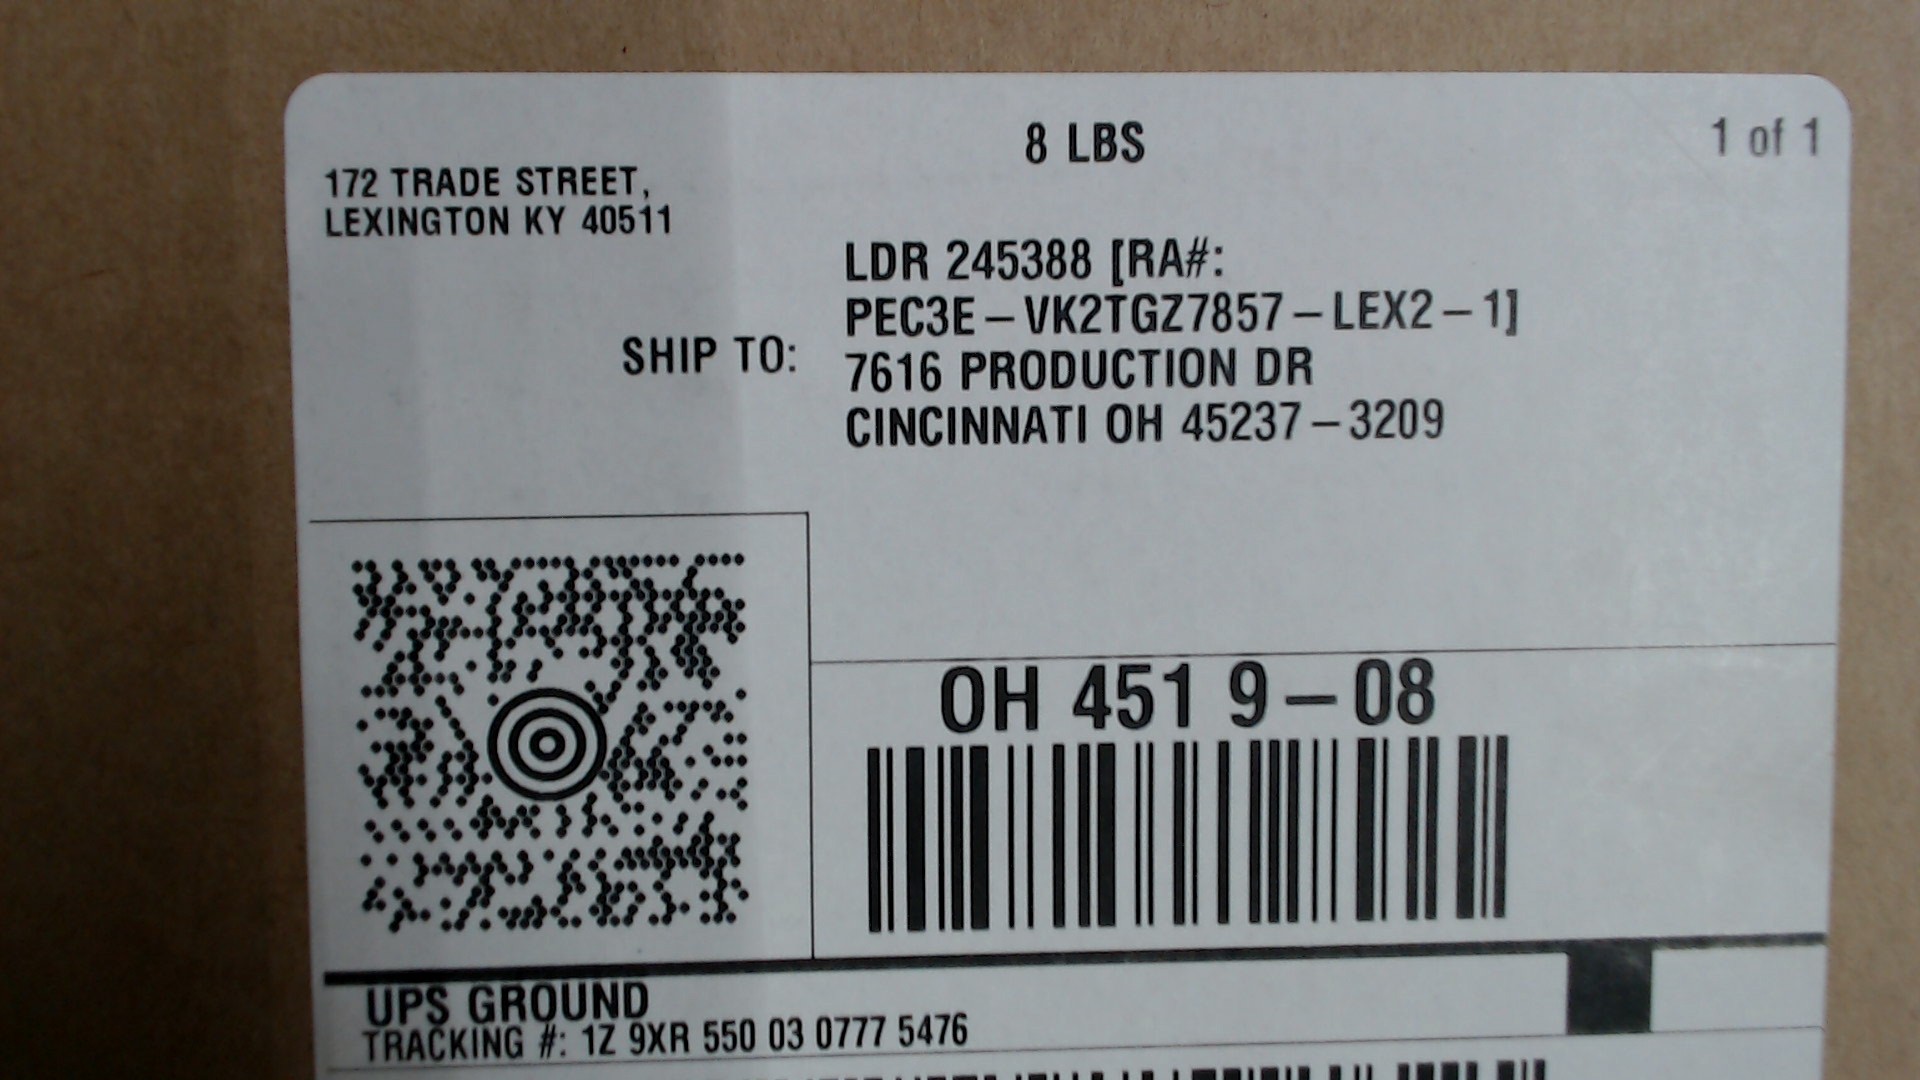 8 LBS
1 of 1
172 TRADE STREET,
LEXINGTON KY 40511
LDR 245388 [RA#:
PEC3E-VK2TGZ7857-LEX2-1]
SHIP TO:
7616 PRODUCTION DR
CINCINNATI OH 45237-3209
OH 451 9-08
UPS GROUND
TRACKING #: 1Z 9XR 550 03 0777 5476